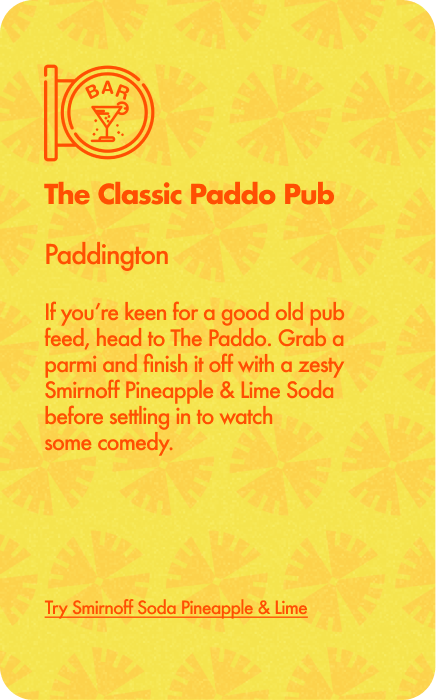 BAR
The Classic Paddo Pub
Paddington
If you’re keen for a good old pub
feed, head to The Paddo. Grab a
parmi and finish it off with a zesty
Smirnoff Pineapple & Lime Soda
before settling in to watch
some comedy.
Try Smirnoff Soda Pineapple & Lime